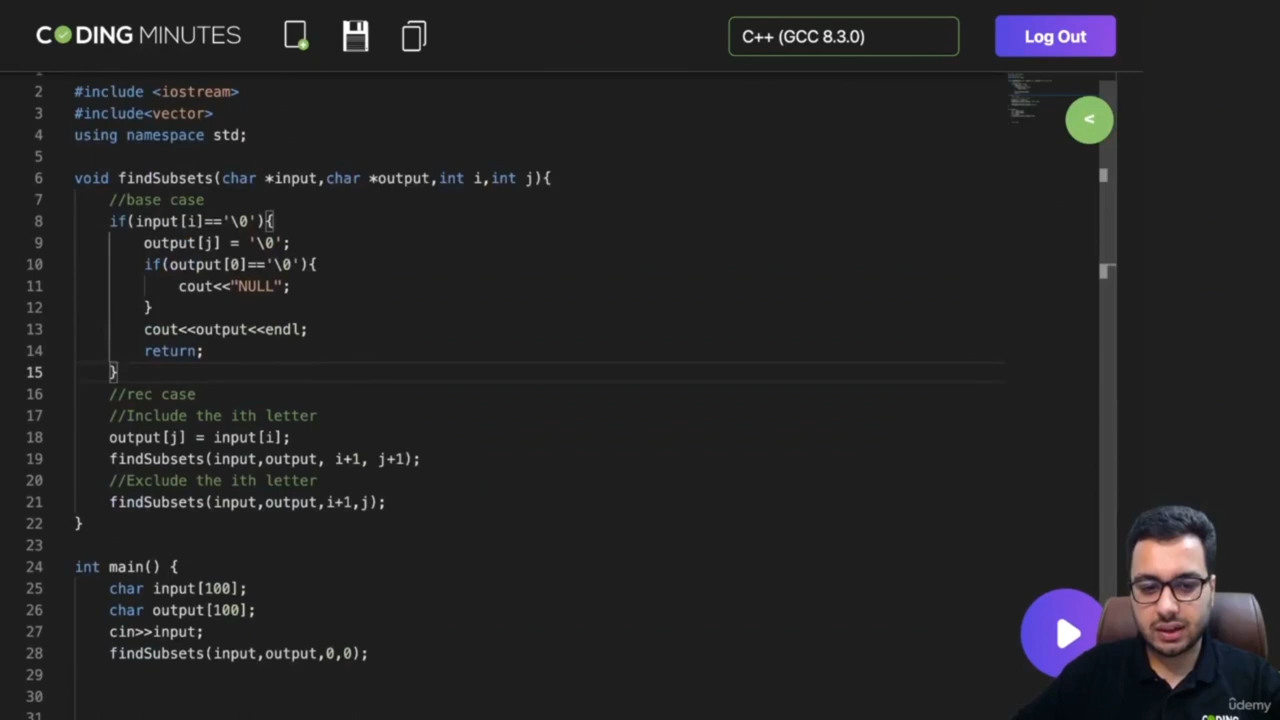 CODING MINUTES
C++ (GCC 8.3.0)
Log Out
<
2 #include <iostream>
3 #include<vector>
4 using namespace std;
5
6 void findSubsets(char *input,char *output,int i,int j){
7 //base case
8 if(input[i]=='\0'){
9 output[j] = '\0';
10 if(output[0]=='\0'){
11 cout<<"NULL";
12 }
13 cout<<output<<endl;
14 return;
15 }
16 //rec case
17 //Include the ith letter
18 output[j] = input[i];
19 findSubsets(input,output, i+1, j+1);
20 //Exclude the ith letter
21 findSubsets(input,output,i+1,j);
22 }
23
24 int main() {
25 char input[100];
26 char output[100];
27 cin>>input;
28 findSubsets(input,output,0,0);
29
30
31
ûdemy